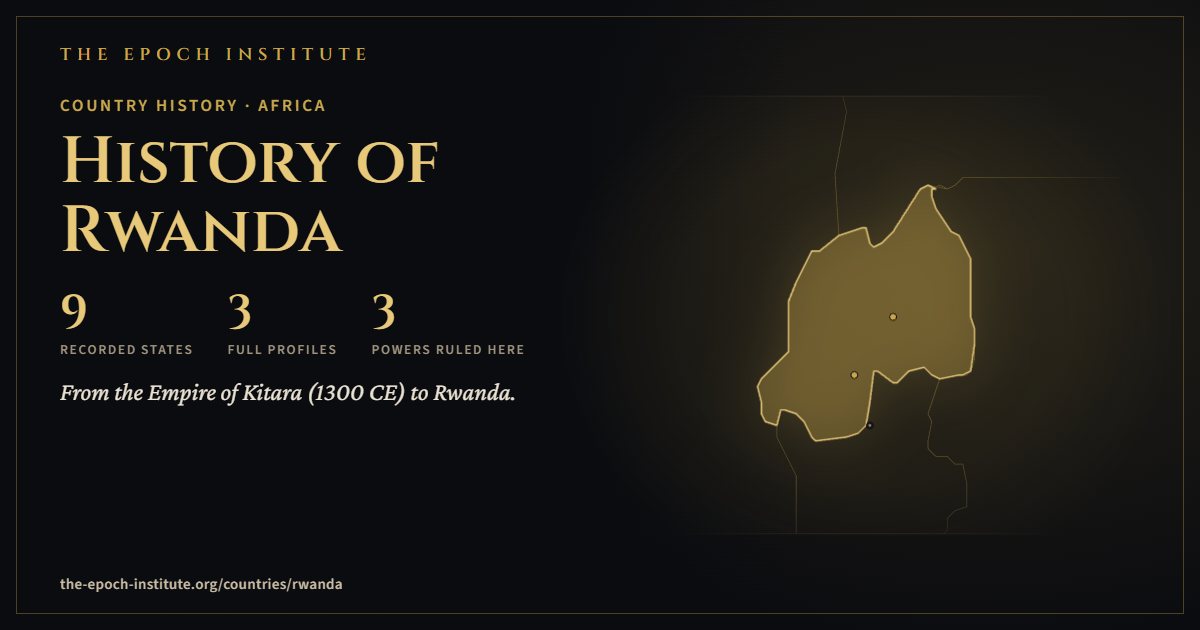 THE EPOCH INSTITUTE
COUNTRY HISTORY · AFRICA
History of
Rwanda
9 3 3
RECORDED STATES FULL PROFILES POWERS RULED HERE
From the Empire of Kitara (1300 CE) to Rwanda.
the-epoch-institute.org/countries/rwanda